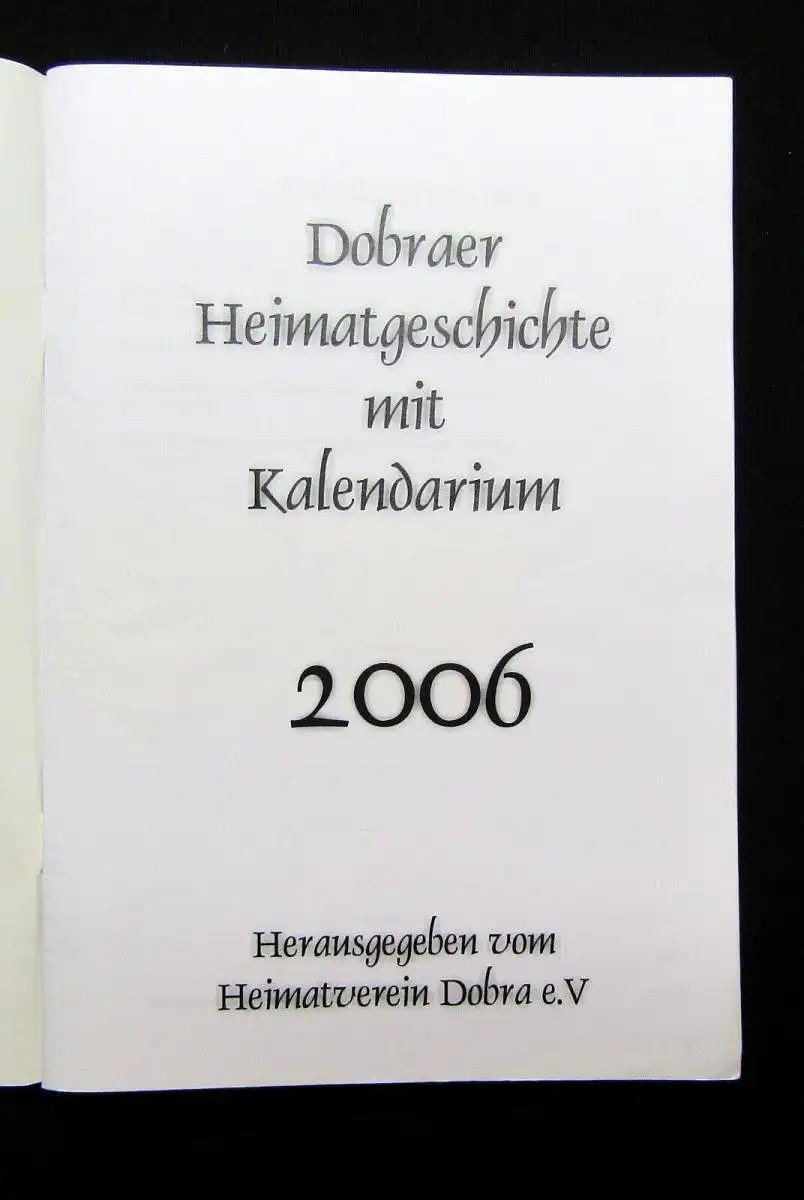 Dobraer
Heimatgeschichte
mit
Kalendarium
2006
Herausgegeben vom
Heimatverein Dobra e.V